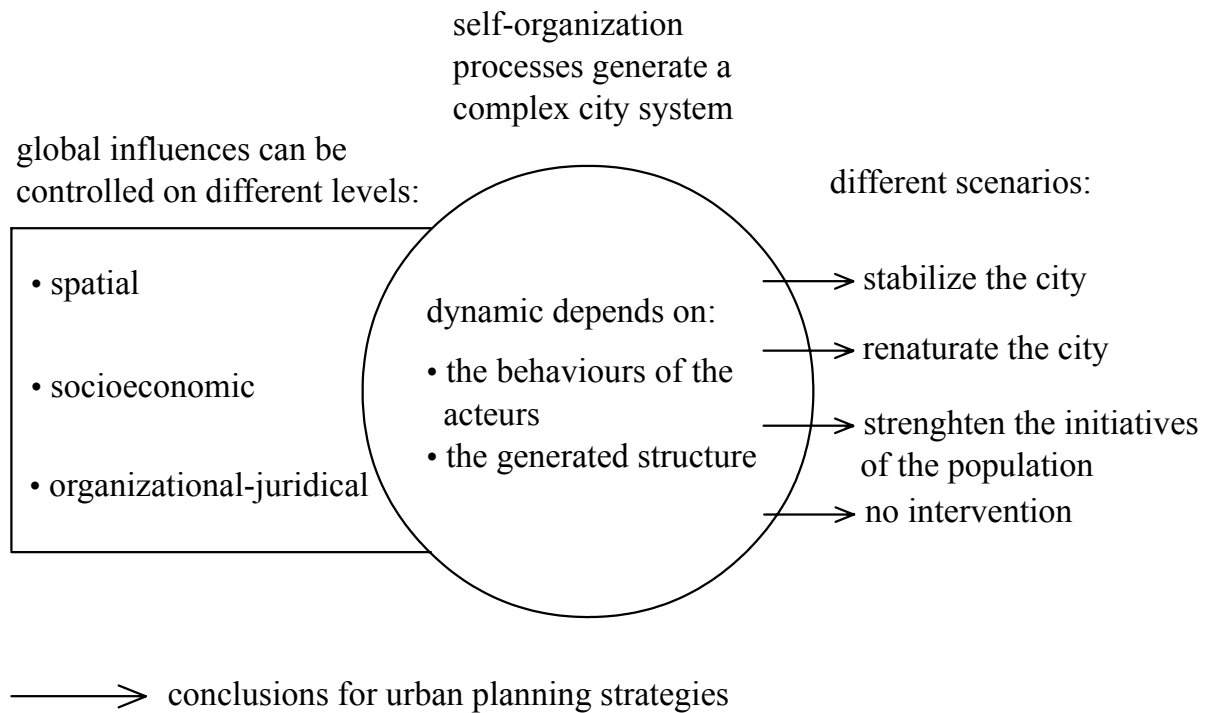 self-organization
processes generate a
complex city system
global influences can be
controlled on different levels:
• spatial
• socioeconomic
• organizational-juridical
dynamic depends on:
• the behaviours of the
acteurs
• the generated structure
different scenarios:
stabilize the city
renaturate the city
strenghten the initiatives
of the population
no intervention
conclusions for urban planning strategies